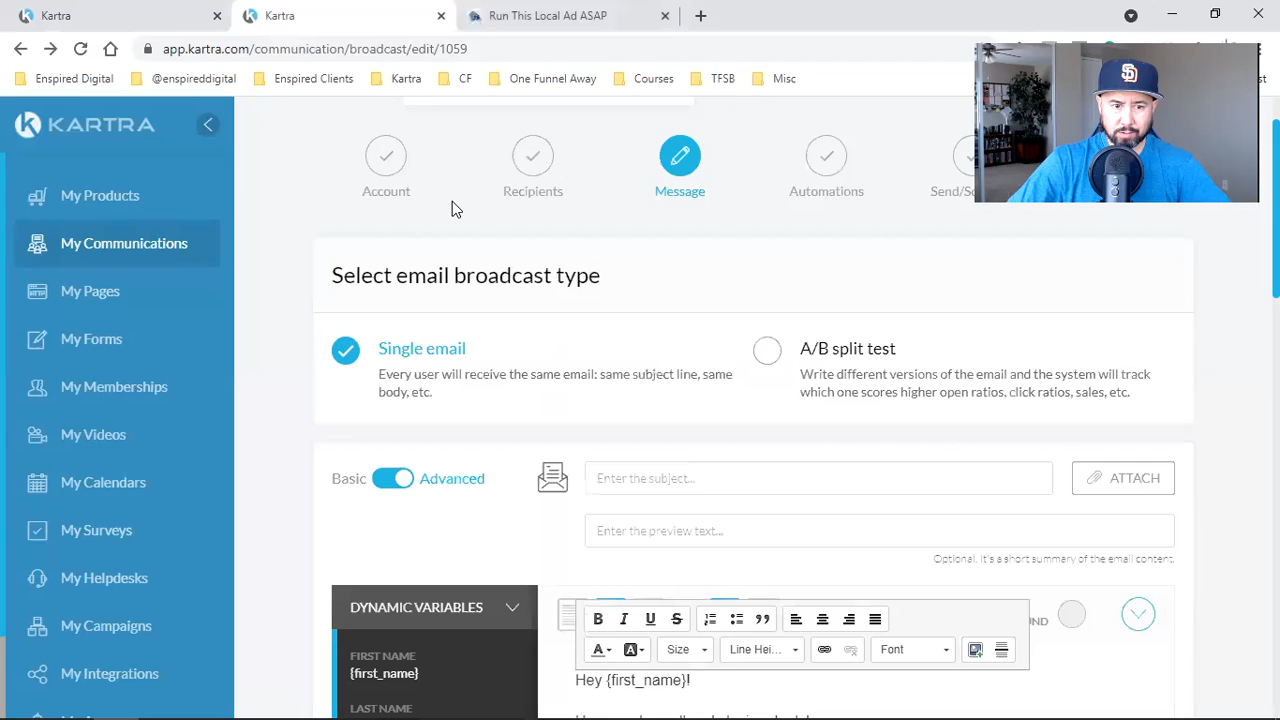 Kartra
Kartra
Run This Local Ad ASAP
app.kartra.com/communication/broadcast/edit/1059
Enspired Digital
@enspireddigital
Enspired Clients
Kartra
CF
One Funnel Away
Courses
TFSB
Misc
KARTRA
Account
Recipients
Message
Automations
My Products
My Communications
My Pages
My Forms
My Memberships
My Videos
My Calendars
My Surveys
My Helpdesks
My Campaigns
My Integrations
Select email broadcast type
Single email
Every user will receive the same email: same subject line, same
body, etc.
A/B split test
Write different versions of the email and the system will track
which one scores higher open ratios, click ratios, sales, etc.
Basic
Advanced
Enter the subject...
ATTACH
Enter the preview text...
Optional. It's a short summary of the email content.
DYNAMIC VARIABLES
FIRST NAME
{first_name}
LAST NAME
B I U S
A A Size Line Hei... Font
Hey {first_name}!